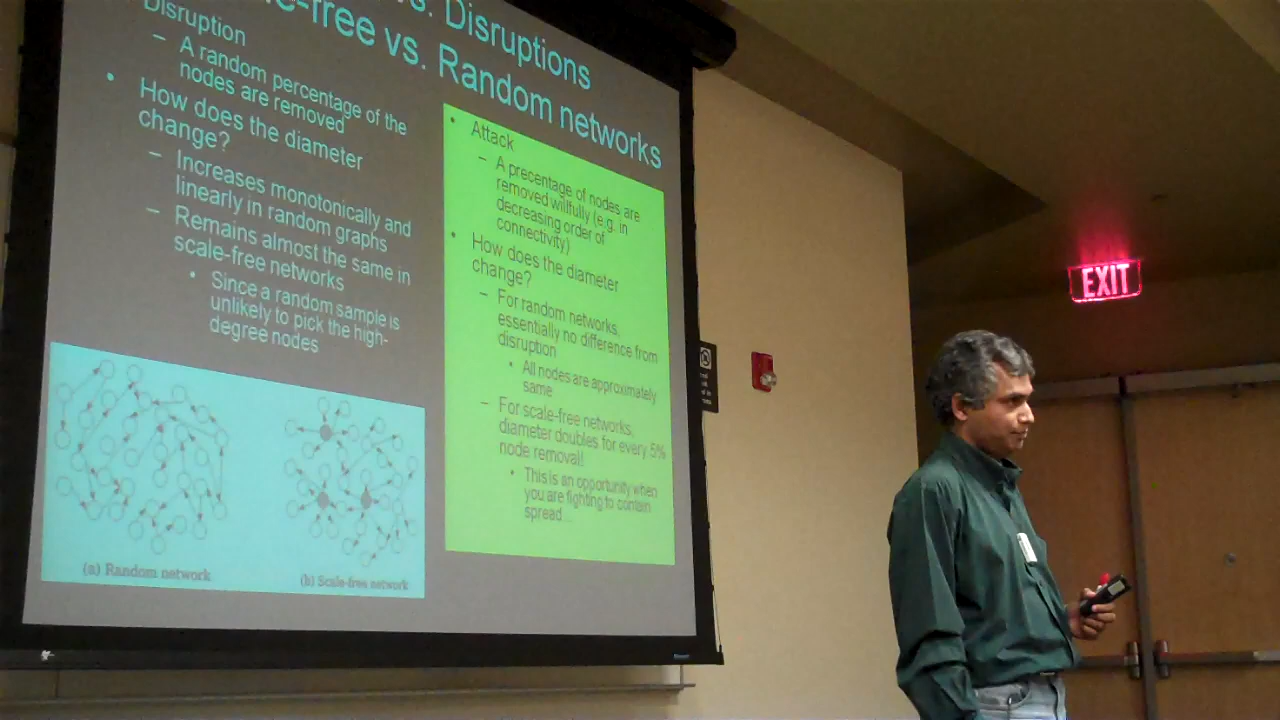 vs. Disruptions
-free vs. Random networks
Disruption
– A random percentage of the
nodes are removed
• How does the diameter
change?
– Increases monotonically and
linearly in random graphs
– Remains almost the same in
scale-free networks
• Since a random sample is
unlikely to pick the high-
degree nodes
(a) Random network
(b) Scale-free network
• Attack
– A precentage of nodes are
removed willfully (e.g. in
decreasing order of
connectivity)
• How does the diameter
change?
– For random networks,
essentially no difference from
disruption
• All nodes are approximately
same
– For scale-free networks,
diameter doubles for every 5%
node removal!
• This is an opportunity when
you are fighting to contain
spread...
EXIT